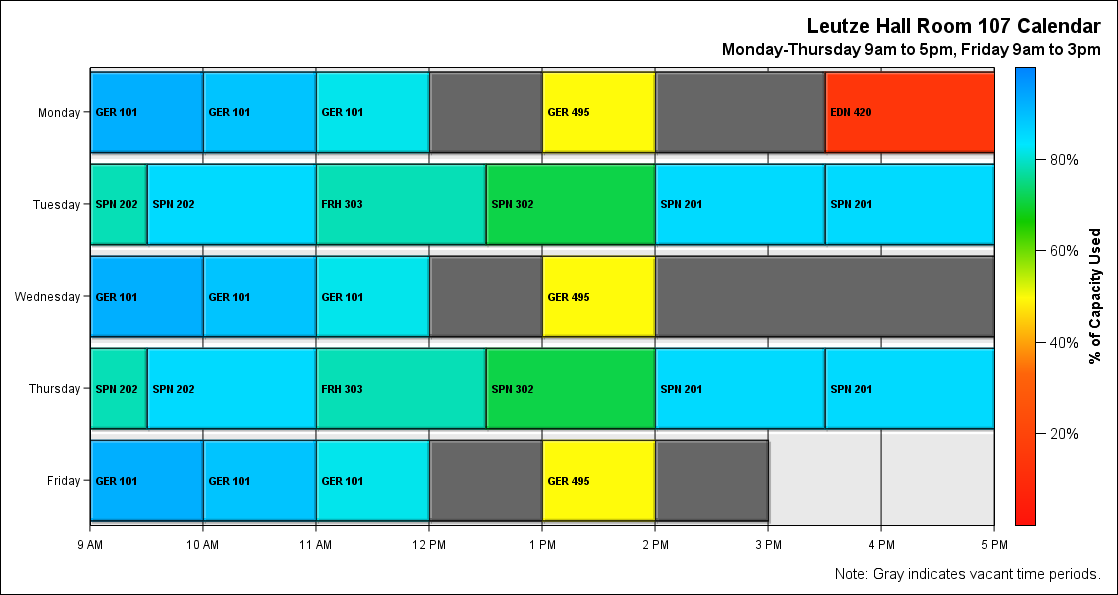 Leutze Hall Room 107 Calendar
Monday-Thursday 9am to 5pm, Friday 9am to 3pm
Monday
GER 101 GER 101 GER 101 GER 495 EDN 420
Tuesday
SPN 202 SPN 202 FRH 303 SPN 302 SPN 201 SPN 201
Wednesday
GER 101 GER 101 GER 101 GER 495
Thursday
SPN 202 SPN 202 FRH 303 SPN 302 SPN 201 SPN 201
Friday
GER 101 GER 101 GER 101 GER 495
9 AM 10 AM 11 AM 12 PM 1 PM 2 PM 3 PM 4 PM 5 PM
80%
60%
40%
20%
% of Capacity Used
Note: Gray indicates vacant time periods.